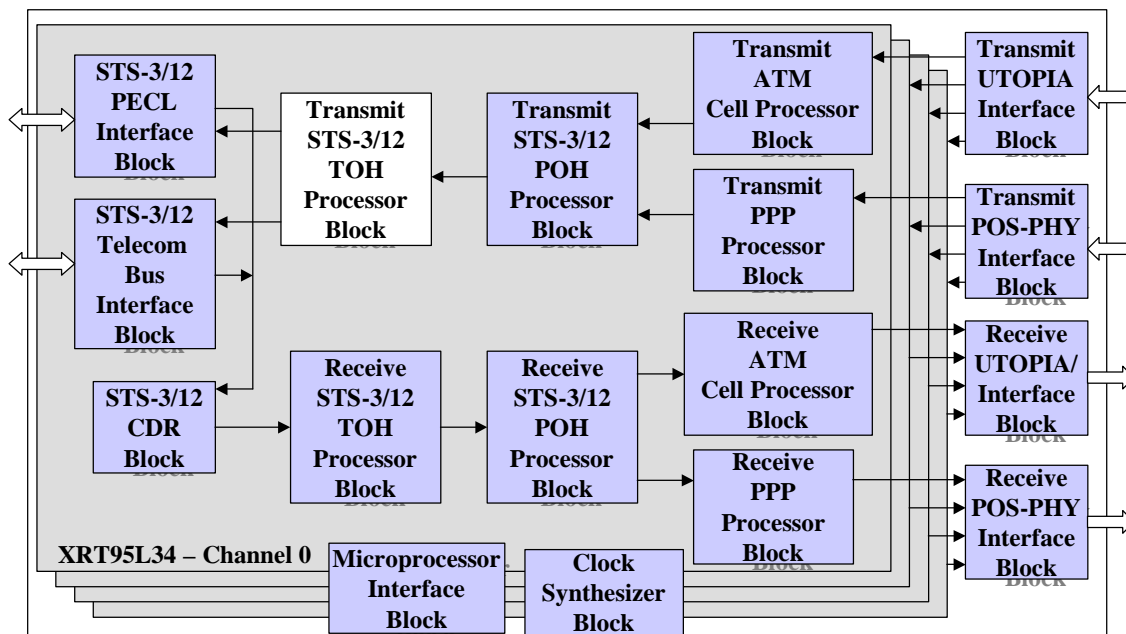 STS-3/12
PECL
Interface
Block
Transmit
STS-3/12
TOH
Processor
Block
Transmit
STS-3/12
POH
Processor
Block
Transmit
ATM
Cell Processor
Block
Transmit
UTOPIA
Interface
Block
STS-3/12
Telecom
Bus
Interface
Block
Transmit
PPP
Processor
Block
Transmit
POS-PHY
Interface
Block
STS-3/12
CDR
Block
Receive
STS-3/12
TOH
Processor
Block
Receive
STS-3/12
POH
Processor
Block
Receive
ATM
Cell Processor
Block
Receive
UTOPIA/
Interface
Block
Receive
PPP
Processor
Block
Receive
POS-PHY
Interface
Block
XRT95L34 – Channel 0
Microprocessor
Interface
Block
Clock
Synthesizer
Block